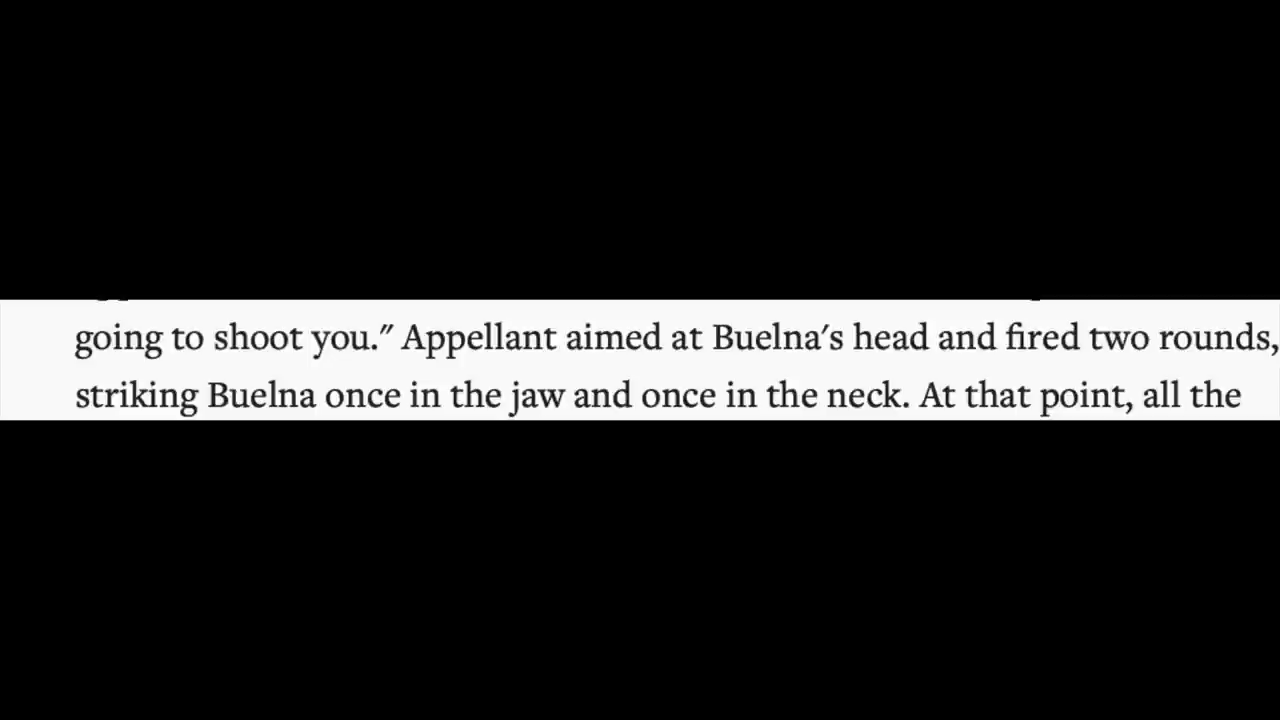 going to shoot you." Appellant aimed at Buelna's head and fired two rounds,
striking Buelna once in the jaw and once in the neck. At that point, all the